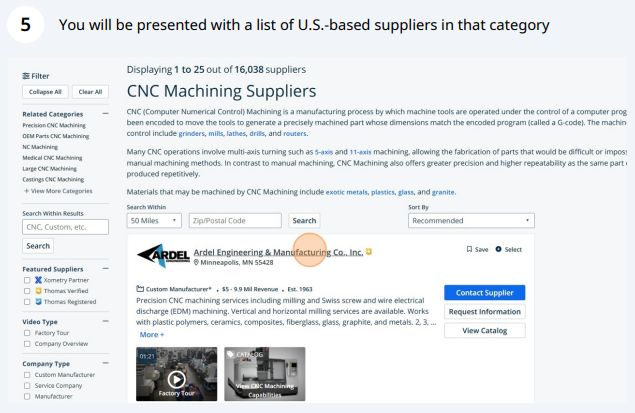 5
You will be presented with a list of U.S.-based suppliers in that category
Filter
Collapse All
Clear All
Related Categories
Precision CNC Machining
OEM Parts CNC Machining
NC Machining
Medical CNC Machining
Large CNC Machining
Castings CNC Machining
+ View More Categories
Search Within Results
CNC, Custom, etc.
Search
Featured Suppliers
Xometry Partner
Thomas Verified
Thomas Registered
Video Type
Factory Tour
Company Overview
Company Type
Custom Manufacturer
Service Company
Manufacturer
Displaying 1 to 25 out of 16,038 suppliers
CNC Machining Suppliers
CNC (Computer Numerical Control) Machining is a manufacturing process by which machine tools are operated under the control of a computer prog
been encoded to move the tools to generate a precisely machined part whose dimensions match the encoded program (called a G-code). The machin
control include grinders, mills, lathes, drills, and routers.
Many CNC operations involve multi-axis turning such as 5-axis and 11-axis machining, allowing the fabrication of parts that would be difficult or imposs
manual machining methods. In contrast to manual machining, CNC Machining also offers greater precision and higher repeatability as the same part
produced repetitively.
Materials that may be machined by CNC Machining include exotic metals, plastics, glass, and granite.
Search Within
50 Miles
Zip/Postal Code
Search
Sort By
Recommended
ARDEL
ENGINEERING
Ardel Engineering & Manufacturing Co., Inc.
Minneapolis, MN 55428
Save
Select
Custom Manufacturer* • $5 - 9.9 Mil Revenue • Est. 1963
Precision CNC machining services including milling and Swiss screw and wire electrical
discharge (EDM) machining. Vertical and horizontal milling services are available. Works
with plastic polymers, ceramics, composites, fiberglass, glass, graphite, and metals. 2, 3, ...
More +
Contact Supplier
Request Information
View Catalog
01:21
Factory Tour
CATALOG
View CNC Machining
Capabilities